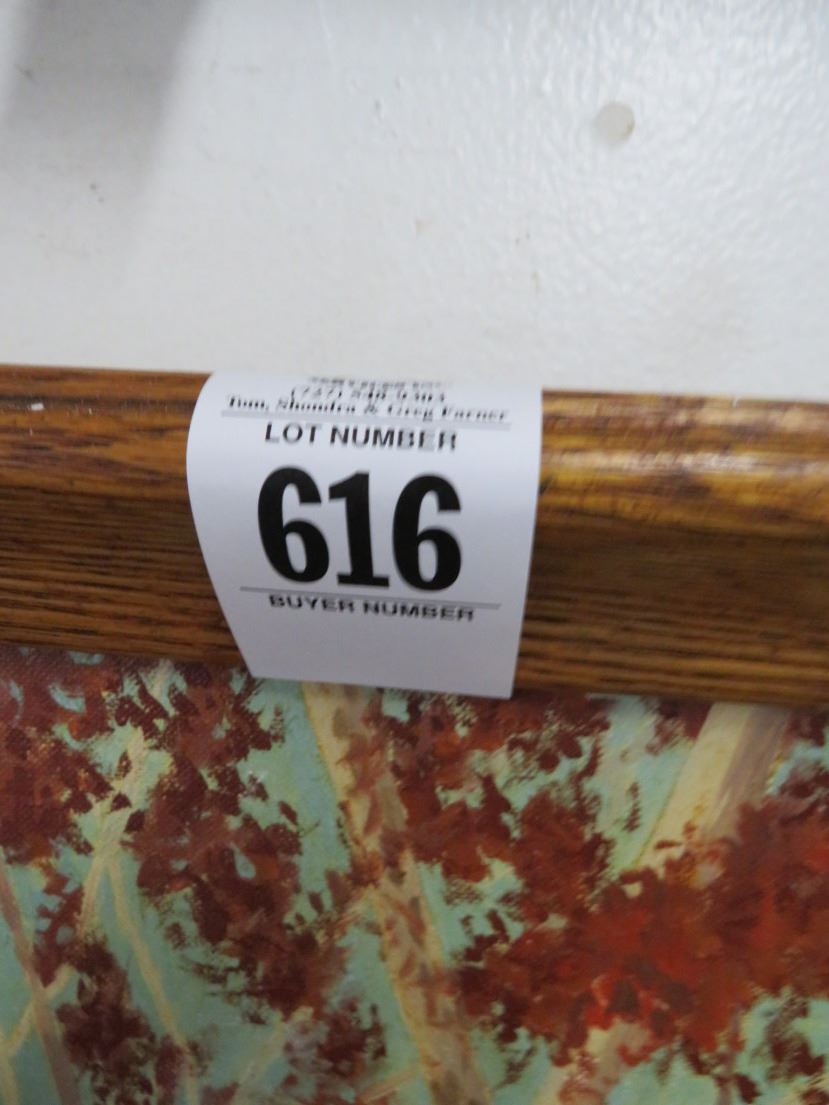 Tom, Shondra & Greg Farner
LOT NUMBER
616
BUYER NUMBER